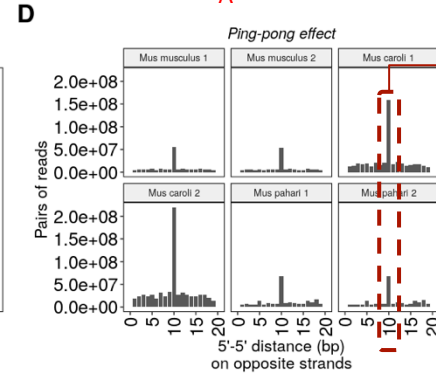 D
Ping-pong effect
Mus musculus 1 Mus musculus 2 Mus caroli 1
2.0e+08
1.5e+08
1.0e+08
5.0e+07
0.0e+00
Mus caroli 2 Mus pahari 1 Mus pahari 2
2.0e+08
1.5e+08
1.0e+08
5.0e+07
0.0e+00
Pairs of reads
0 5 10 15 20 0 5 10 15 20 0 5 10 15 20
5'-5' distance (bp)
on opposite strands